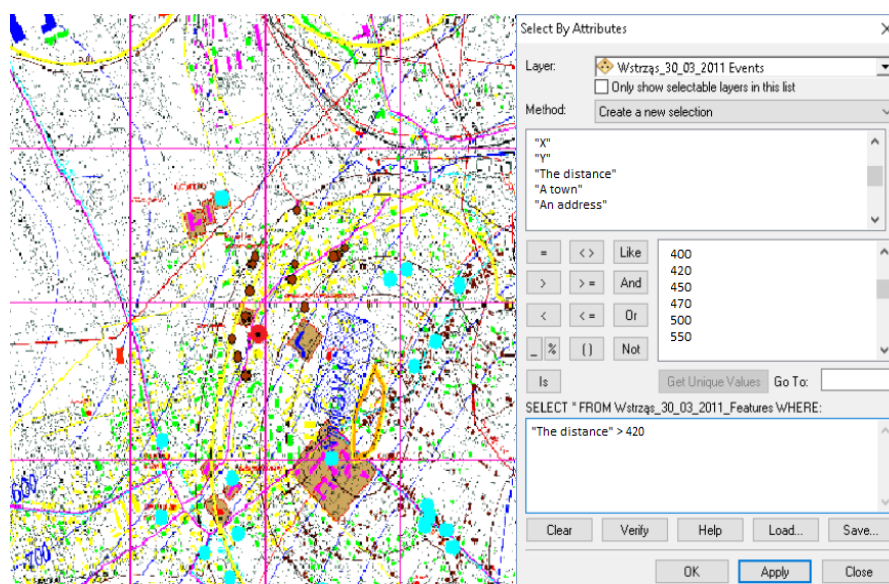 600
700
Select By Attributes
Layer: Wstrząs_30_03_2011 Events
Only show selectable layers in this list
Method: Create a new selection
"X"
"Y"
"The distance"
"A town"
"An address"
= < > Like
> > = And
< < = Or
_ % ( ) Not
Is
400
420
450
470
500
550
Get Unique Values Go To:
SELECT * FROM Wstrząs_30_03_2011_Features WHERE:
"The distance" > 420
Clear Verify Help Load... Save...
OK Apply Close